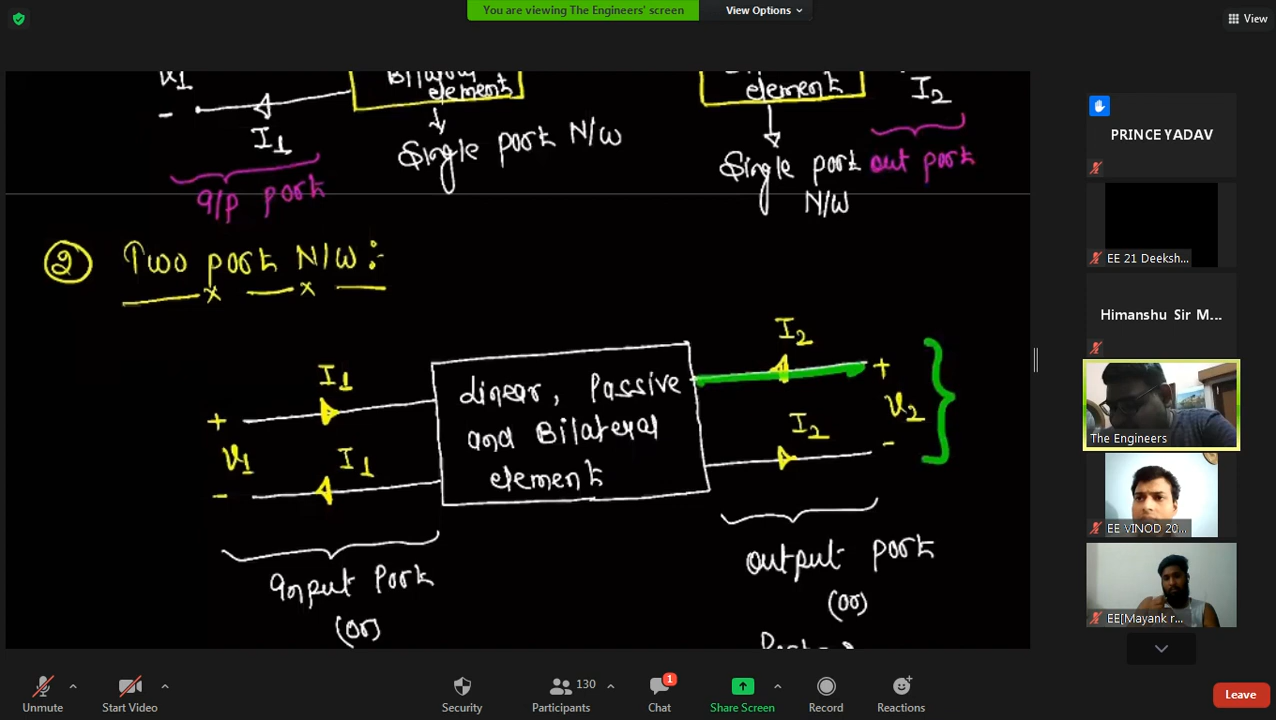 You are viewing The Engineers' screen
View Options
View
V1
-
I1
element
Single port N/W
element
I2
Single port
N/W
out port
I/p port
2 Two port N/W:-
I1
+
V1
-
I1
Linear, Passive
and Bilateral
element
I2
+
V2
-
I2
Input Port
(or)
Output port
(or)
PRINCE YADAV
EE 21 Deeksh...
Himanshu Sir M...
The Engineers
EE VINOD 20...
EE[Mayank r...
Unmute
Start Video
Security
130
Participants
1
Chat
Share Screen
Record
Reactions
Leave